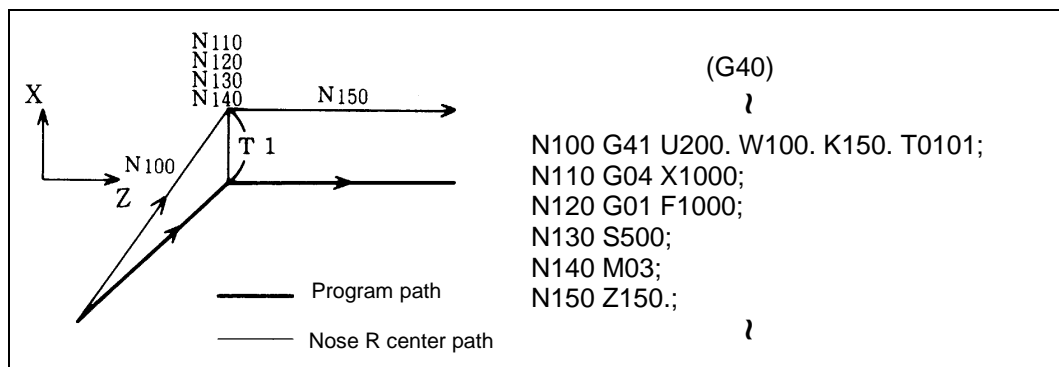 N110
N120
N130
N140
N150
X
N100
Z
T 1
Program path
Nose R center path
(G40)
~
N100 G41 U200. W100. K150. T0101;
N110 G04 X1000;
N120 G01 F1000;
N130 S500;
N140 M03;
N150 Z150.;
~